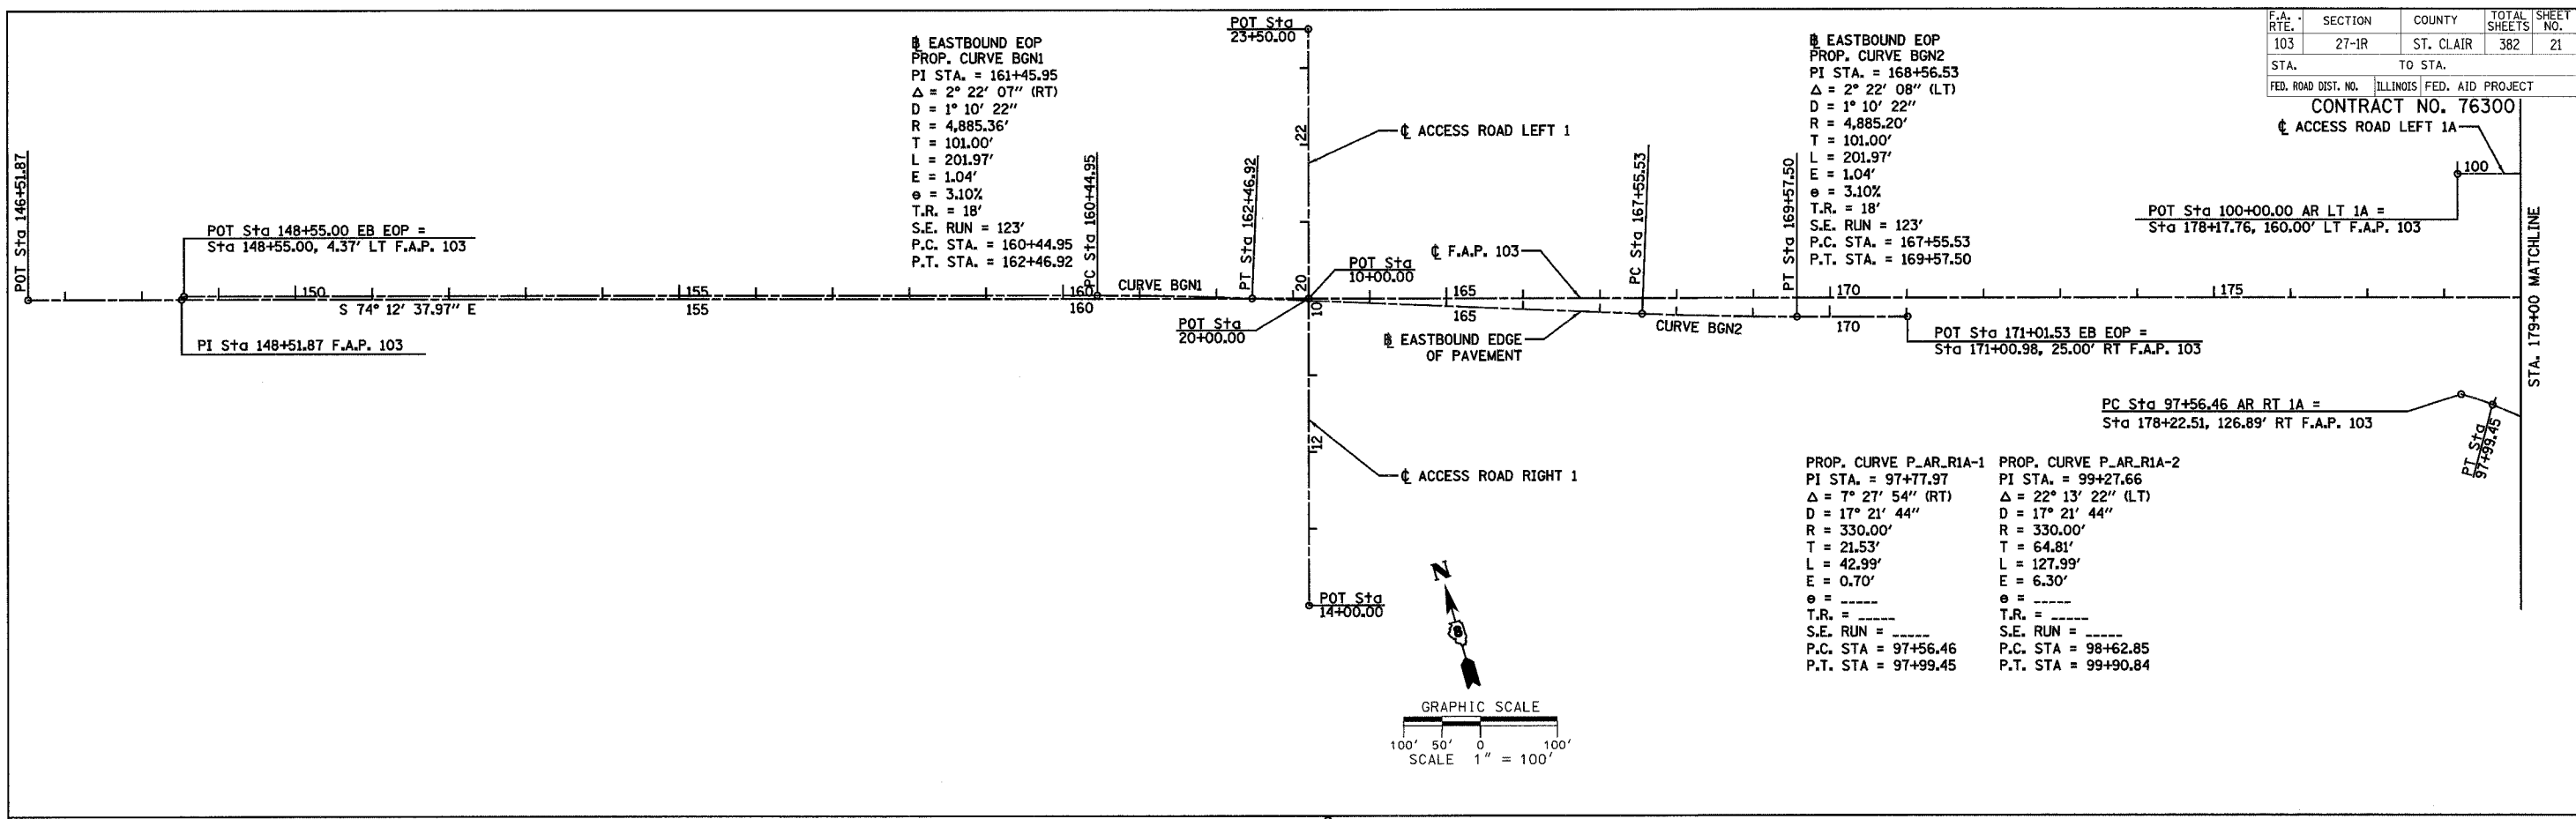 F.A. RTE. SECTION COUNTY TOTAL SHEETS SHEET NO.
103 27-1R ST. CLAIR 382 21
STA. TO STA.
FED. ROAD DIST. NO. ILLINOIS FED. AID PROJECT
CONTRACT NO. 76300
℄ ACCESS ROAD LEFT 1A
100
POT Sta 100+00.00 AR LT 1A =
Sta 178+17.76, 160.00' LT F.A.P. 103
STA. 179+00 MATCHLINE
POT Sta
23+50.00
EASTBOUND EOP
PROP. CURVE BGN1
PI STA. = 161+45.95
Δ = 2° 22' 07" (RT)
D = 1° 10' 22"
R = 4,885.36'
T = 101.00'
L = 201.97'
E = 1.04'
e = 3.10%
T.R. = 18'
S.E. RUN = 123'
P.C. STA. = 160+44.95
P.T. STA. = 162+46.92
EASTBOUND EOP
PROP. CURVE BGN2
PI STA. = 168+56.53
Δ = 2° 22' 08" (LT)
D = 1° 10' 22"
R = 4,885.20'
T = 101.00'
L = 201.97'
E = 1.04'
e = 3.10%
T.R. = 18'
S.E. RUN = 123'
P.C. STA. = 167+55.53
P.T. STA. = 169+57.50
22
℄ ACCESS ROAD LEFT 1
POT Sta 146+51.87
POT Sta 148+55.00 EB EOP =
Sta 148+55.00, 4.37' LT F.A.P. 103
PC Sta 160+44.95
PT Sta 162+46.92
℄ F.A.P. 103
PC Sta 167+55.53
PT Sta 169+57.50
POT Sta
10+00.00
20
150 155 160 165 170 175
CURVE BGN1
S 74° 12' 37.97" E
155 160 165 170
10
PI Sta 148+51.87 F.A.P. 103
POT Sta
20+00.00
EASTBOUND EDGE
OF PAVEMENT
CURVE BGN2
POT Sta 171+01.53 EB EOP =
Sta 171+00.98, 25.00' RT F.A.P. 103
PC Sta 97+56.46 AR RT 1A =
Sta 178+22.51, 126.89' RT F.A.P. 103
PT Sta
97+99.45
12
℄ ACCESS ROAD RIGHT 1
POT Sta
14+00.00
PROP. CURVE P_AR_R1A-1
PI STA. = 97+77.97
Δ = 7° 27' 54" (RT)
D = 17° 21' 44"
R = 330.00'
T = 21.53'
L = 42.99'
E = 0.70'
e = _____
T.R. = _____
S.E. RUN = _____
P.C. STA = 97+56.46
P.T. STA = 97+99.45
PROP. CURVE P_AR_R1A-2
PI STA. = 99+27.66
Δ = 22° 13' 22" (LT)
D = 17° 21' 44"
R = 330.00'
T = 64.81'
L = 127.99'
E = 6.30'
e = _____
T.R. = _____
S.E. RUN = _____
P.C. STA = 98+62.85
P.T. STA = 99+90.84
N
GRAPHIC SCALE
100' 50' 0 100'
SCALE 1" = 100'